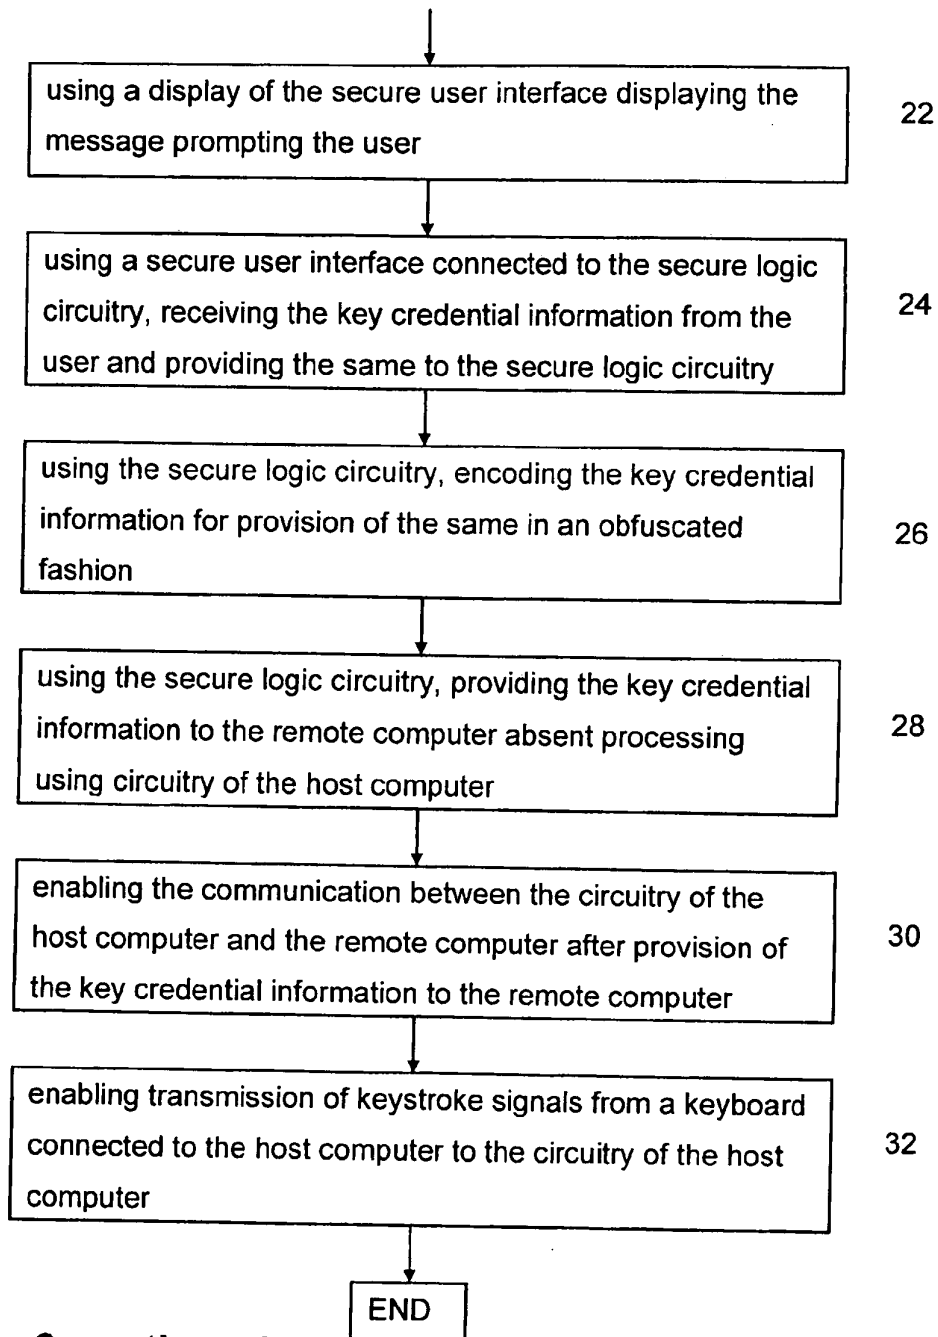 using a display of the secure user interface displaying the
message prompting the user
22
using a secure user interface connected to the secure logic
circuitry, receiving the key credential information from the
user and providing the same to the secure logic circuitry
24
using the secure logic circuitry, encoding the key credential
information for provision of the same in an obfuscated
fashion
26
using the secure logic circuitry, providing the key credential
information to the remote computer absent processing
using circuitry of the host computer
28
enabling the communication between the circuitry of the
host computer and the remote computer after provision of
the key credential information to the remote computer
30
enabling transmission of keystroke signals from a keyboard
connected to the host computer to the circuitry of the host
computer
32
END